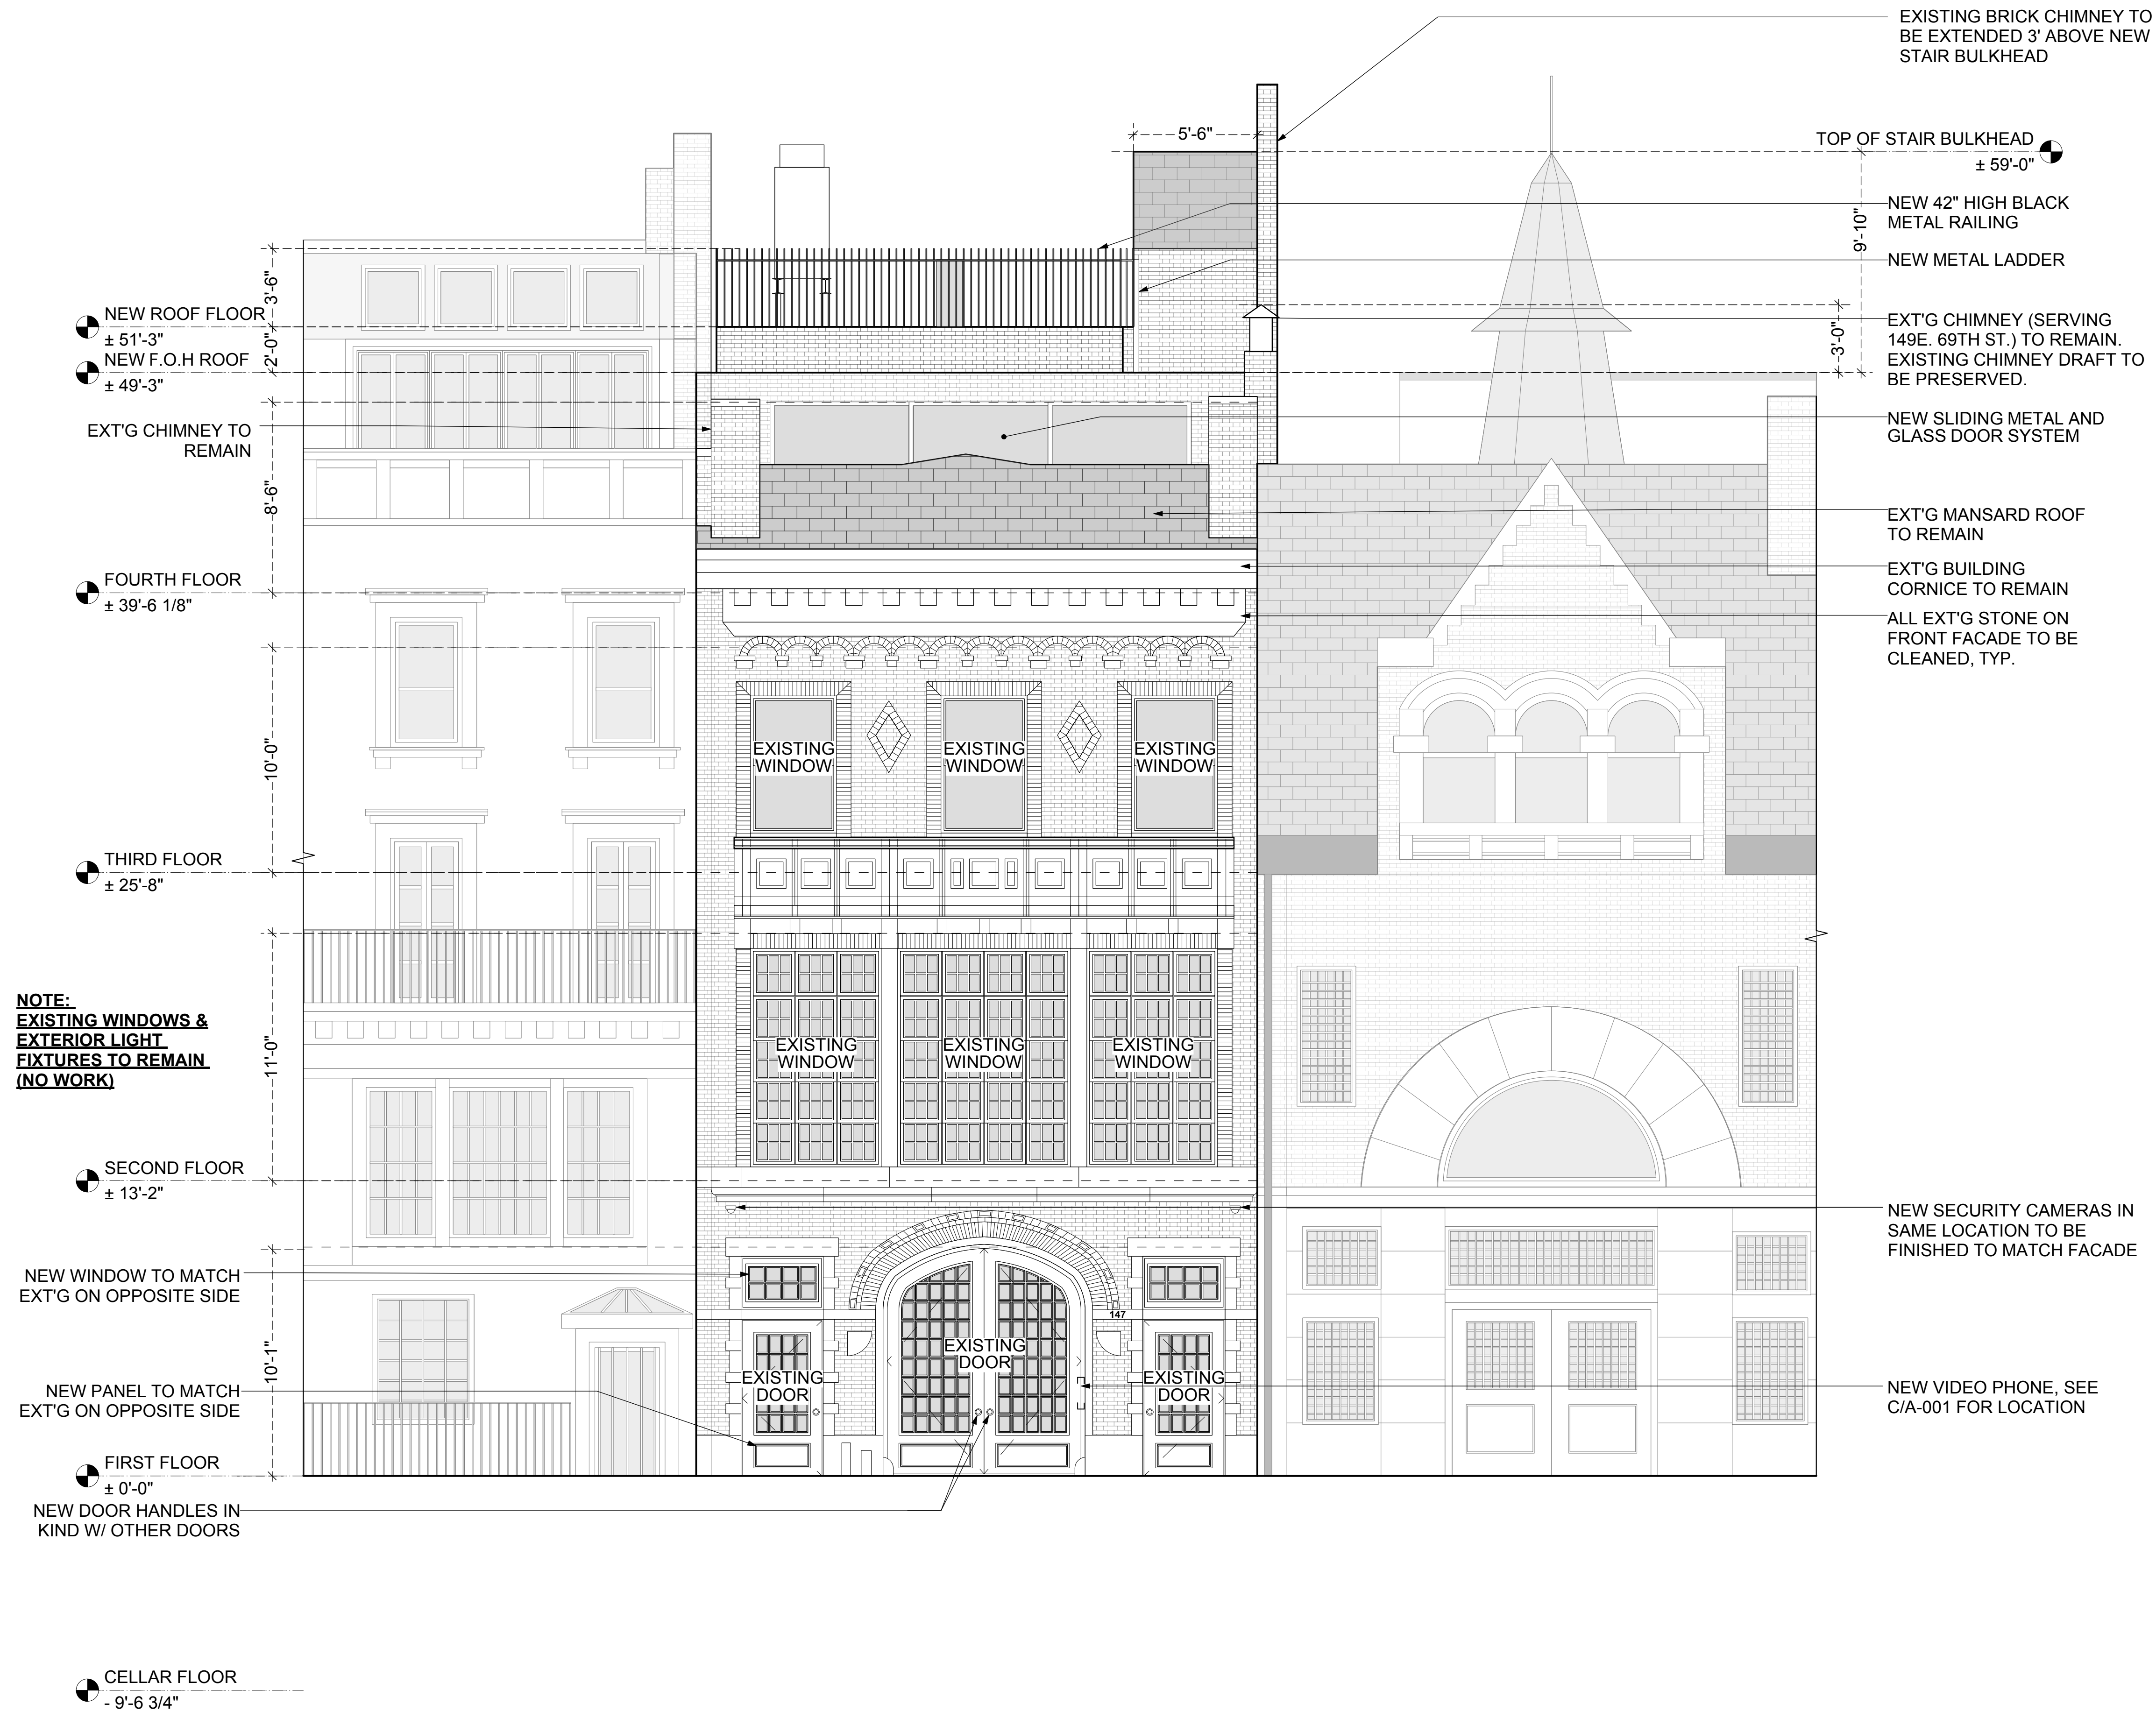 EXISTING BRICK CHIMNEY TO
BE EXTENDED 3' ABOVE NEW
STAIR BULKHEAD
5'-6"
TOP OF STAIR BULKHEAD
± 59'-0"
NEW 42" HIGH BLACK
METAL RAILING
9'-10"
NEW METAL LADDER
3'-6"
NEW ROOF FLOOR
± 51'-3"
2'-0"
NEW F.O.H ROOF
± 49'-3"
EXT'G CHIMNEY (SERVING
149E. 69TH ST.) TO REMAIN.
EXISTING CHIMNEY DRAFT TO
BE PRESERVED.
3'-0"
EXT'G CHIMNEY TO
REMAIN
NEW SLIDING METAL AND
GLASS DOOR SYSTEM
8'-6"
EXT'G MANSARD ROOF
TO REMAIN
EXT'G BUILDING
CORNICE TO REMAIN
FOURTH FLOOR
± 39'-6 1/8"
ALL EXT'G STONE ON
FRONT FACADE TO BE
CLEANED, TYP.
EXISTING
WINDOW
EXISTING
WINDOW
EXISTING
WINDOW
10'-0"
THIRD FLOOR
± 25'-8"
NOTE:
EXISTING WINDOWS &
EXTERIOR LIGHT
FIXTURES TO REMAIN
(NO WORK)
11'-0"
EXISTING
WINDOW
EXISTING
WINDOW
EXISTING
WINDOW
SECOND FLOOR
± 13'-2"
NEW SECURITY CAMERAS IN
SAME LOCATION TO BE
FINISHED TO MATCH FACADE
NEW WINDOW TO MATCH
EXT'G ON OPPOSITE SIDE
147
10'-1"
EXISTING
DOOR
EXISTING
DOOR
EXISTING
DOOR
NEW PANEL TO MATCH
EXT'G ON OPPOSITE SIDE
NEW VIDEO PHONE, SEE
C/A-001 FOR LOCATION
FIRST FLOOR
± 0'-0"
NEW DOOR HANDLES IN
KIND W/ OTHER DOORS
CELLAR FLOOR
- 9'-6 3/4"